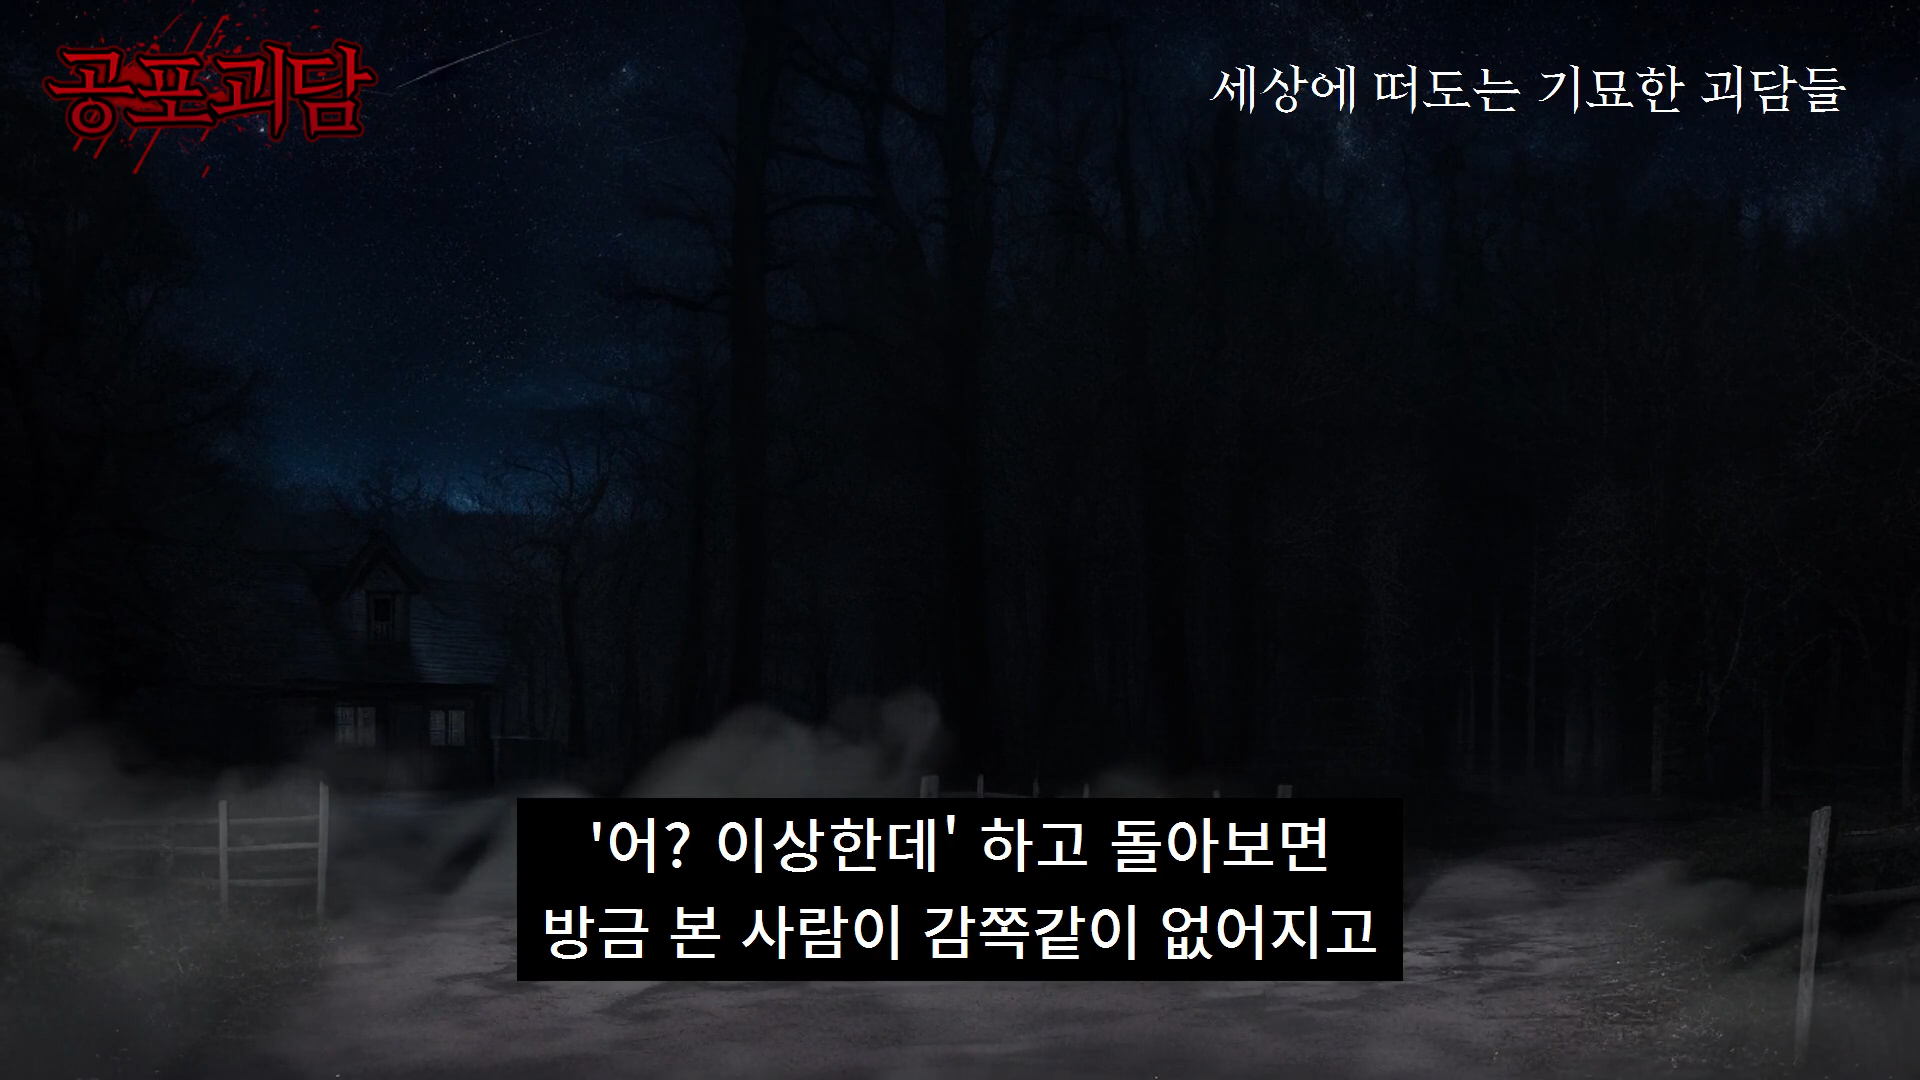 공포괴담
세상에 떠도는 기묘한 괴담들
'어? 이상한데' 하고 돌아보면
방금 본 사람이 감쪽같이 없어지고